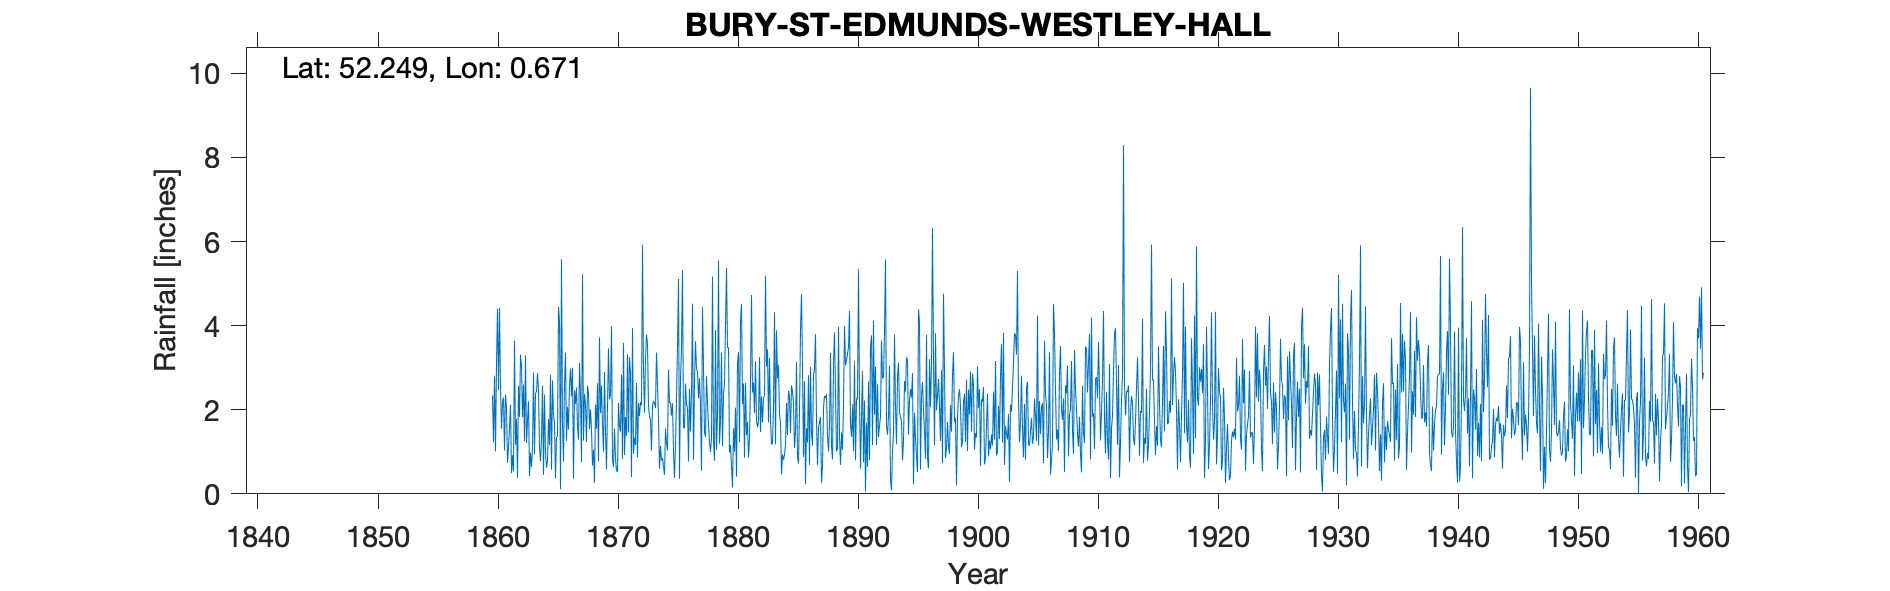 BURY-ST-EDMUNDS-WESTLEY-HALL
Lat: 52.249, Lon: 0.671
Rainfall [inches]
10
8
6
4
2
0
1840 1850 1860 1870 1880 1890 1900 1910 1920 1930 1940 1950 1960
Year